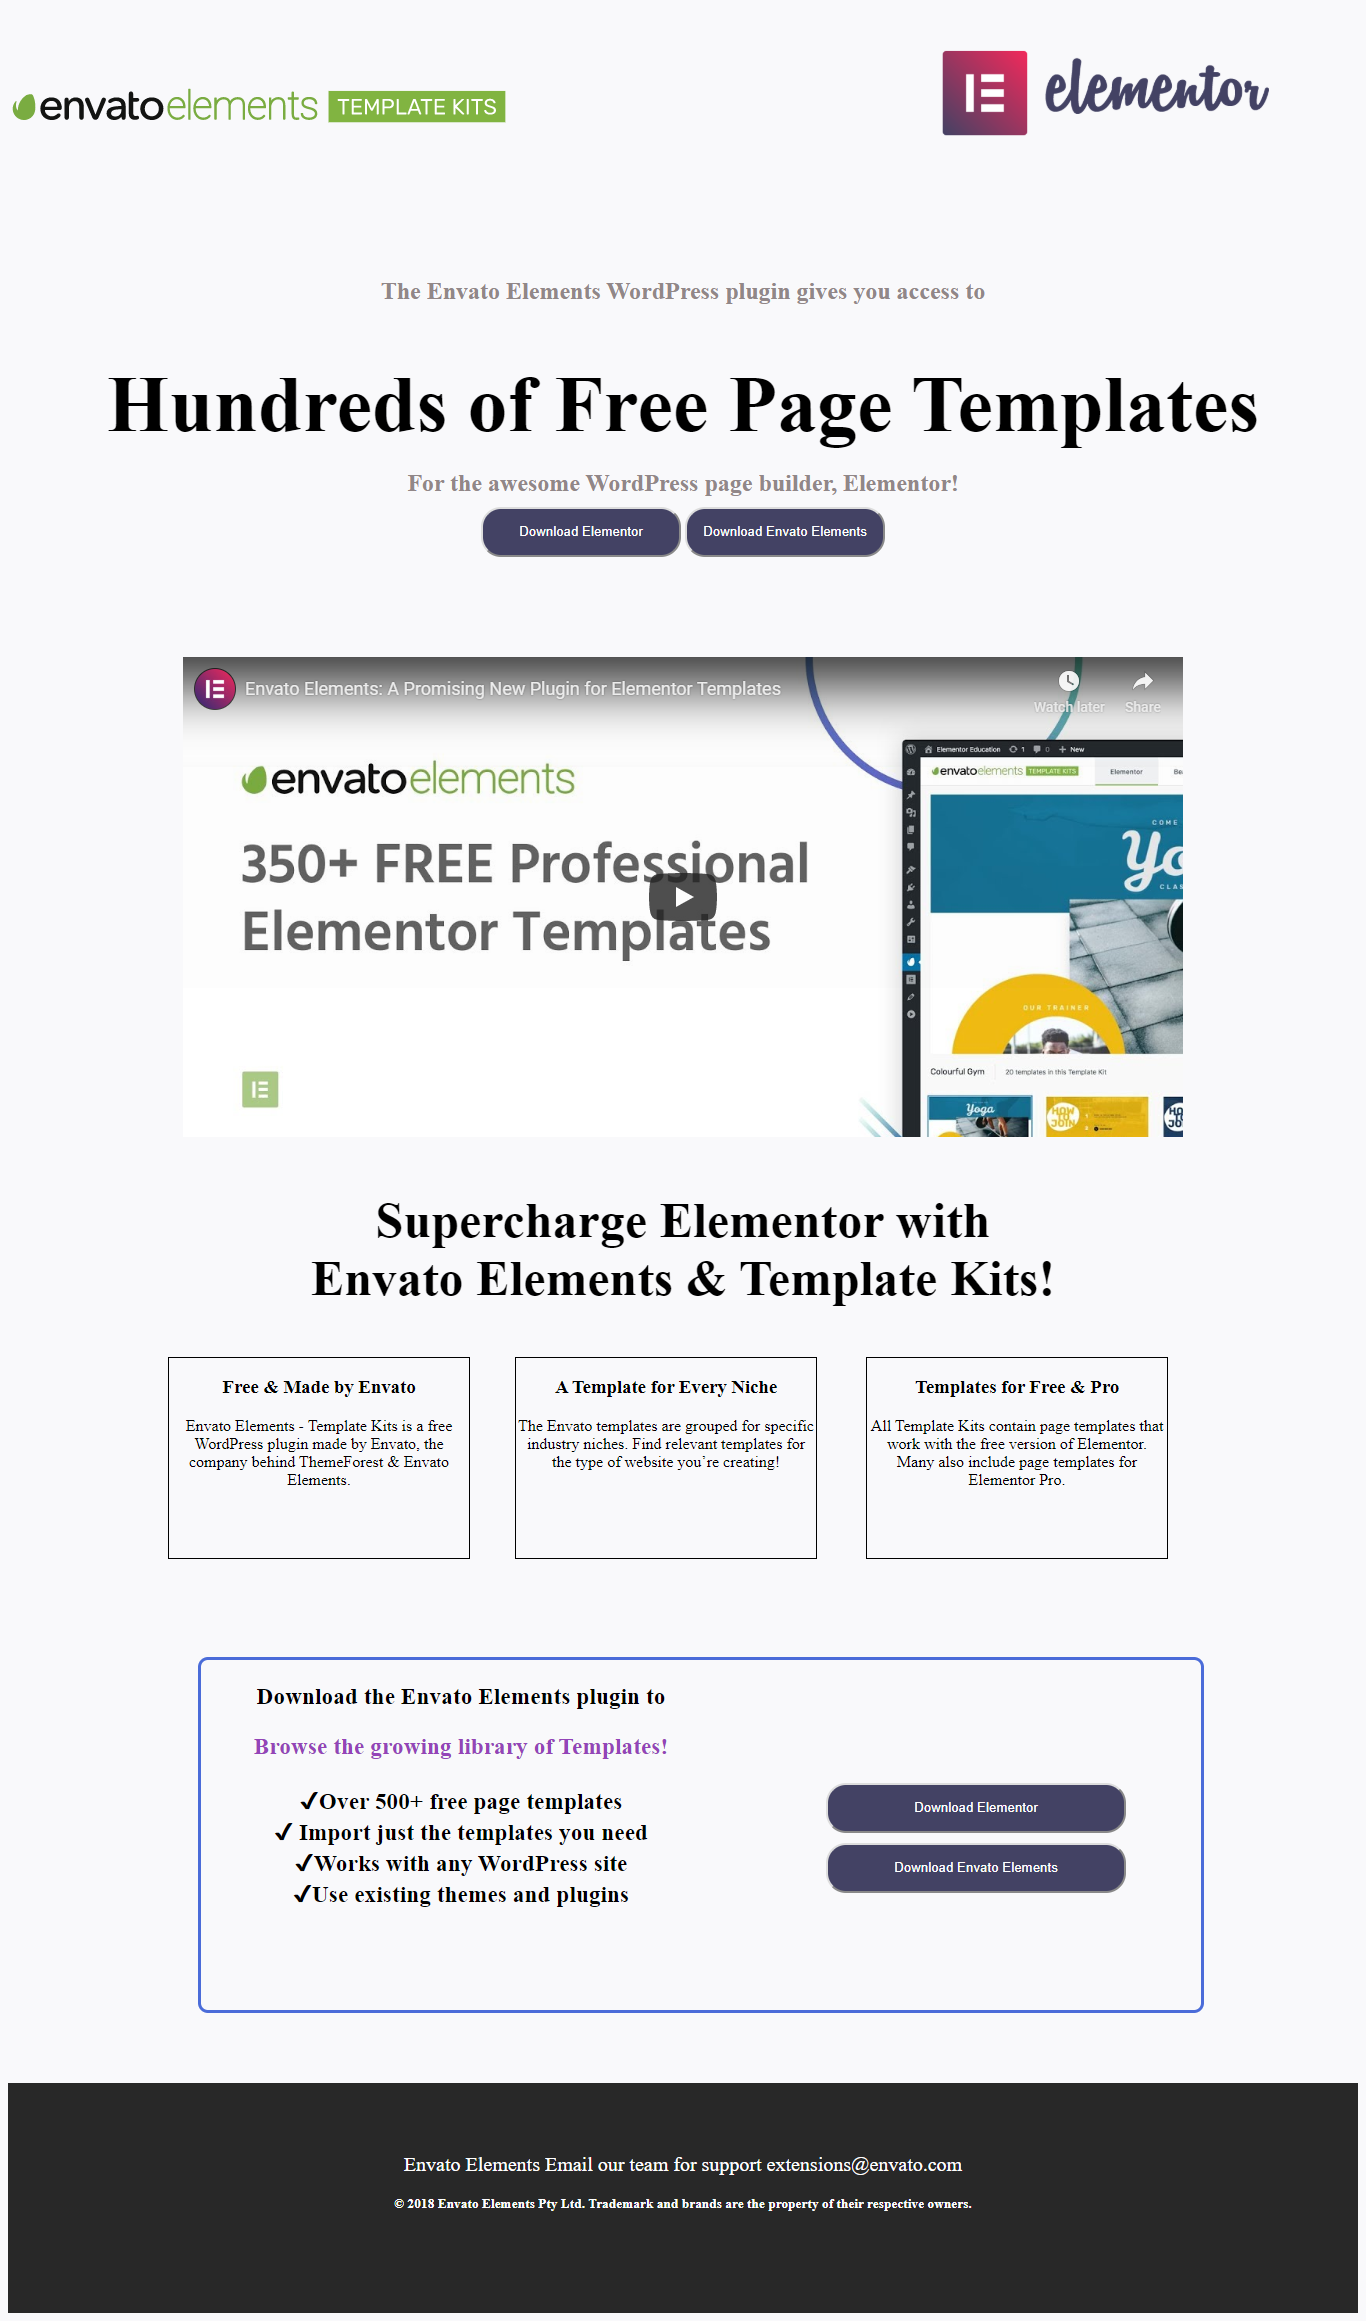 envato elements TEMPLATE KITS
elementor
The Envato Elements WordPress plugin gives you access to
Hundreds of Free Page Templates
For the awesome WordPress page builder, Elementor!
Download Elementor
Download Envato Elements
Envato Elements: A Promising New Plugin for Elementor Templates
Watch later
Share
envato elements
350+ FREE Professional
Elementor Templates
Elementor Education 1 0 + New
envato elements TEMPLATE KITS
Elementor
Be
COME
Yo
CLAS
OUR TRAINER
Colourful Gym
20 templates in this Template Kit
Yoga
HOW TO JOIN
Supercharge Elementor with
Envato Elements & Template Kits!
Free & Made by Envato
Envato Elements - Template Kits is a free
WordPress plugin made by Envato, the
company behind ThemeForest & Envato
Elements.
A Template for Every Niche
The Envato templates are grouped for specific
industry niches. Find relevant templates for
the type of website you’re creating!
Templates for Free & Pro
All Template Kits contain page templates that
work with the free version of Elementor.
Many also include page templates for
Elementor Pro.
Download the Envato Elements plugin to
Browse the growing library of Templates!
✔Over 500+ free page templates
✔ Import just the templates you need
✔Works with any WordPress site
✔Use existing themes and plugins
Download Elementor
Download Envato Elements
Envato Elements Email our team for support extensions@envato.com
© 2018 Envato Elements Pty Ltd. Trademark and brands are the property of their respective owners.